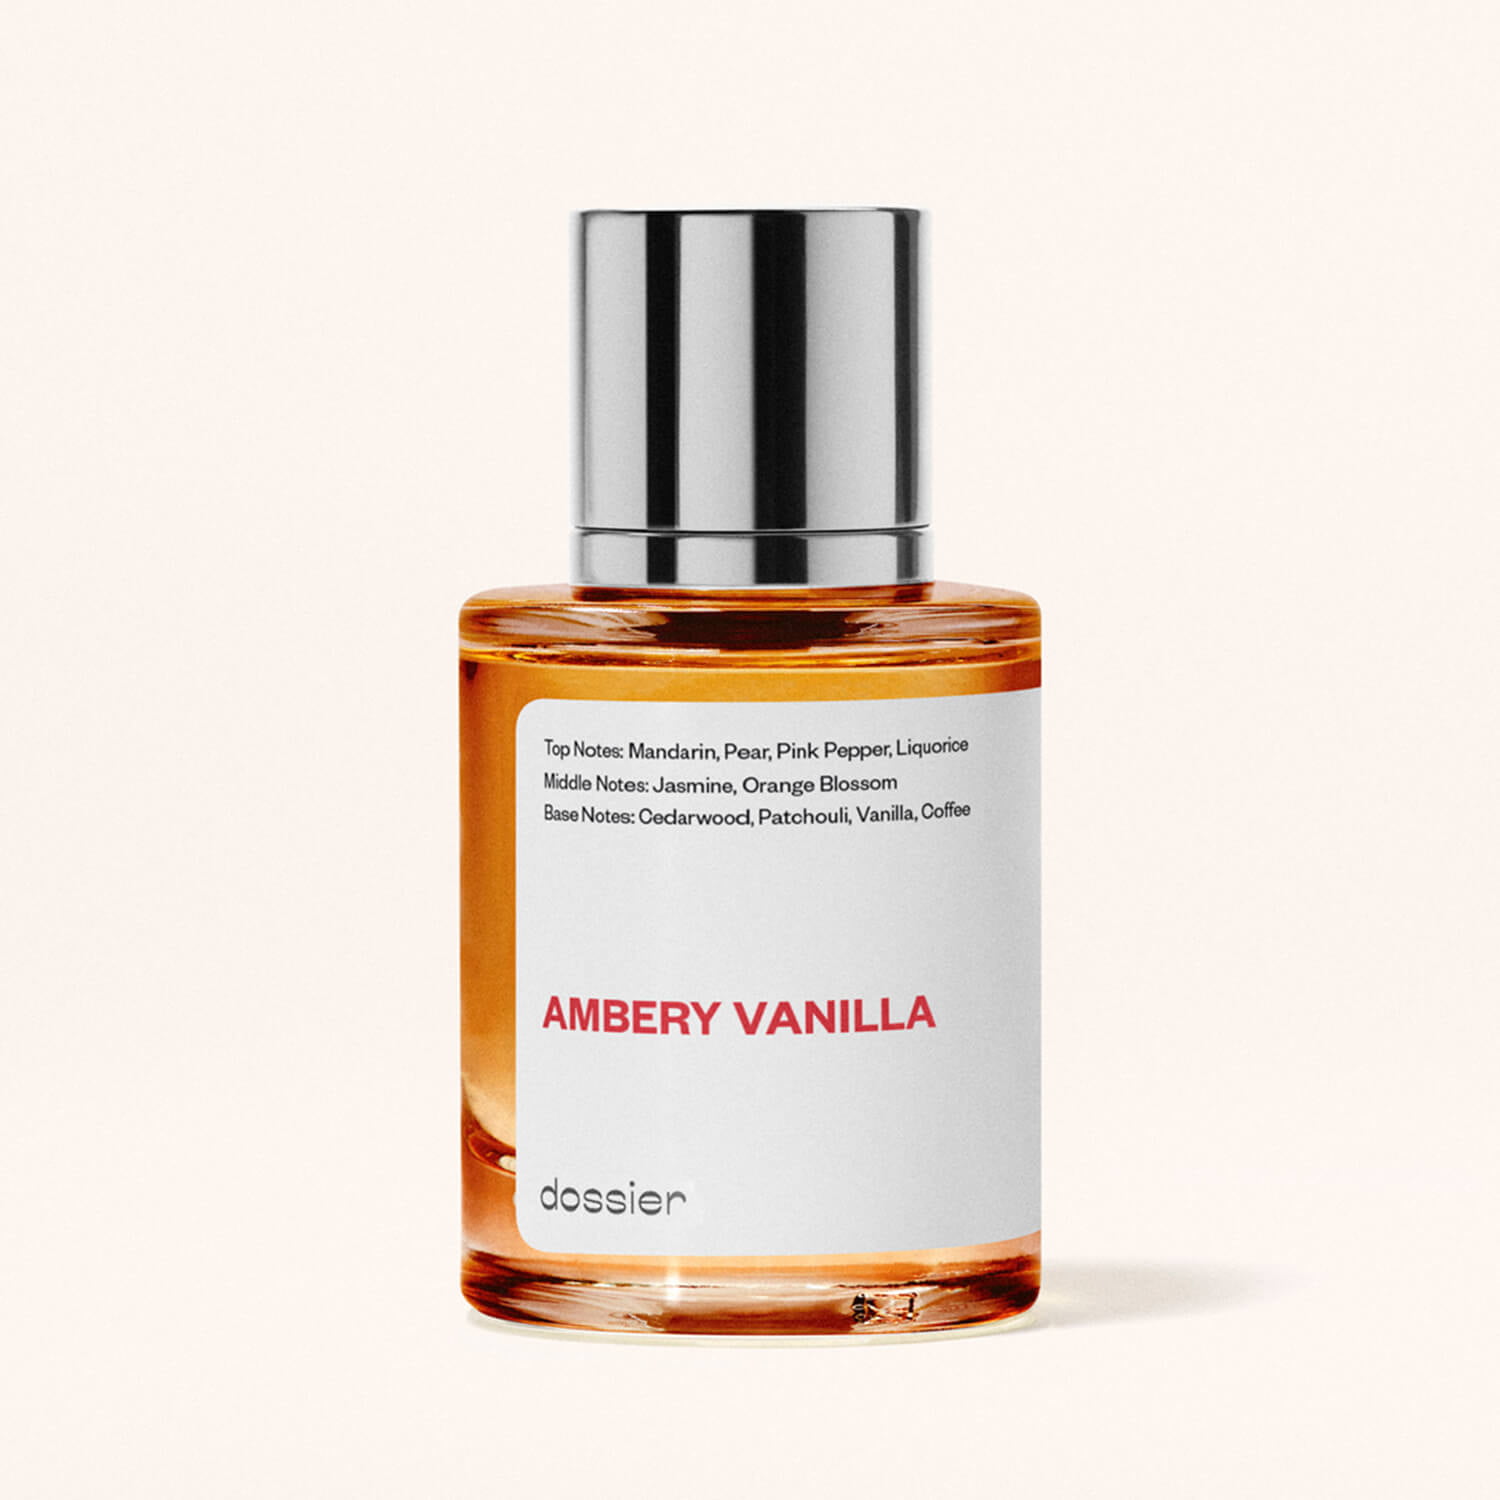 Top Notes: Mandarin, Pear, Pink Pepper, Liquorice
Middle Notes: Jasmine, Orange Blossom
Base Notes: Cedarwood, Patchouli, Vanilla, Coffee
AMBERY VANILLA
dossier